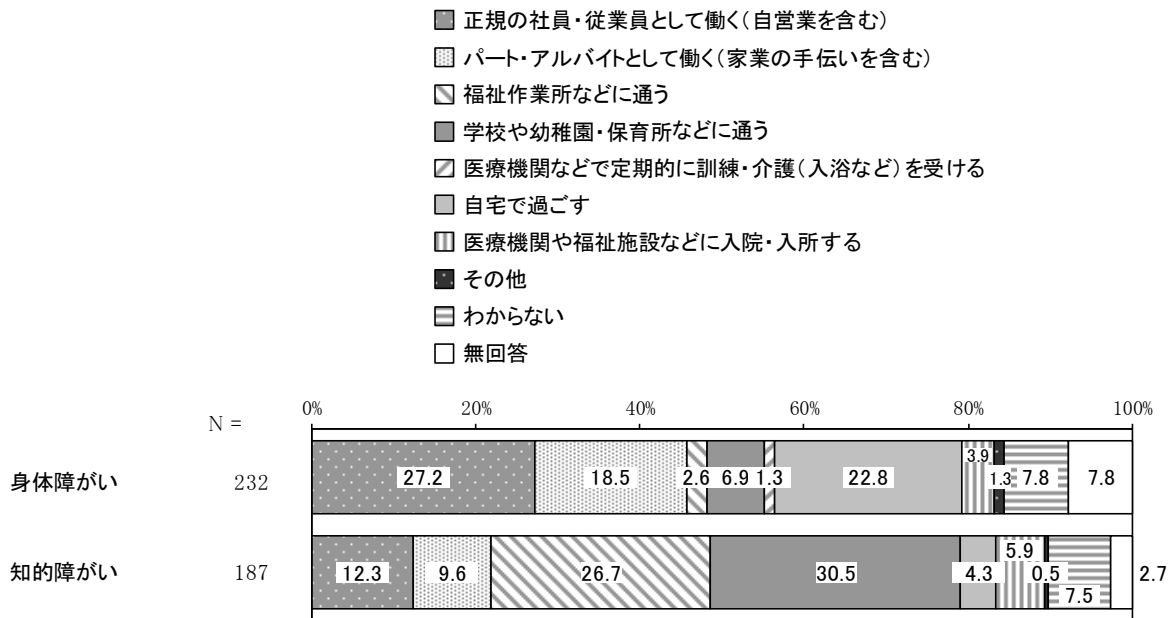 正規の社員・従業員として働く（自営業を含む）
パート・アルバイトとして働く（家業の手伝いを含む）
福祉作業所などに通う
学校や幼稚園・保育所などに通う
医療機関などで定期的に訓練・介護（入浴など）を受ける
自宅で過ごす
医療機関や福祉施設などに入院・入所する
その他
わからない
無回答
N = 0% 20% 40% 60% 80% 100%
身体障がい 232 27.2 18.5 2.6 6.9 1.3 22.8 3.9 1.3 7.8 7.8
知的障がい 187 12.3 9.6 26.7 30.5 4.3 5.9 0.5 7.5 2.7